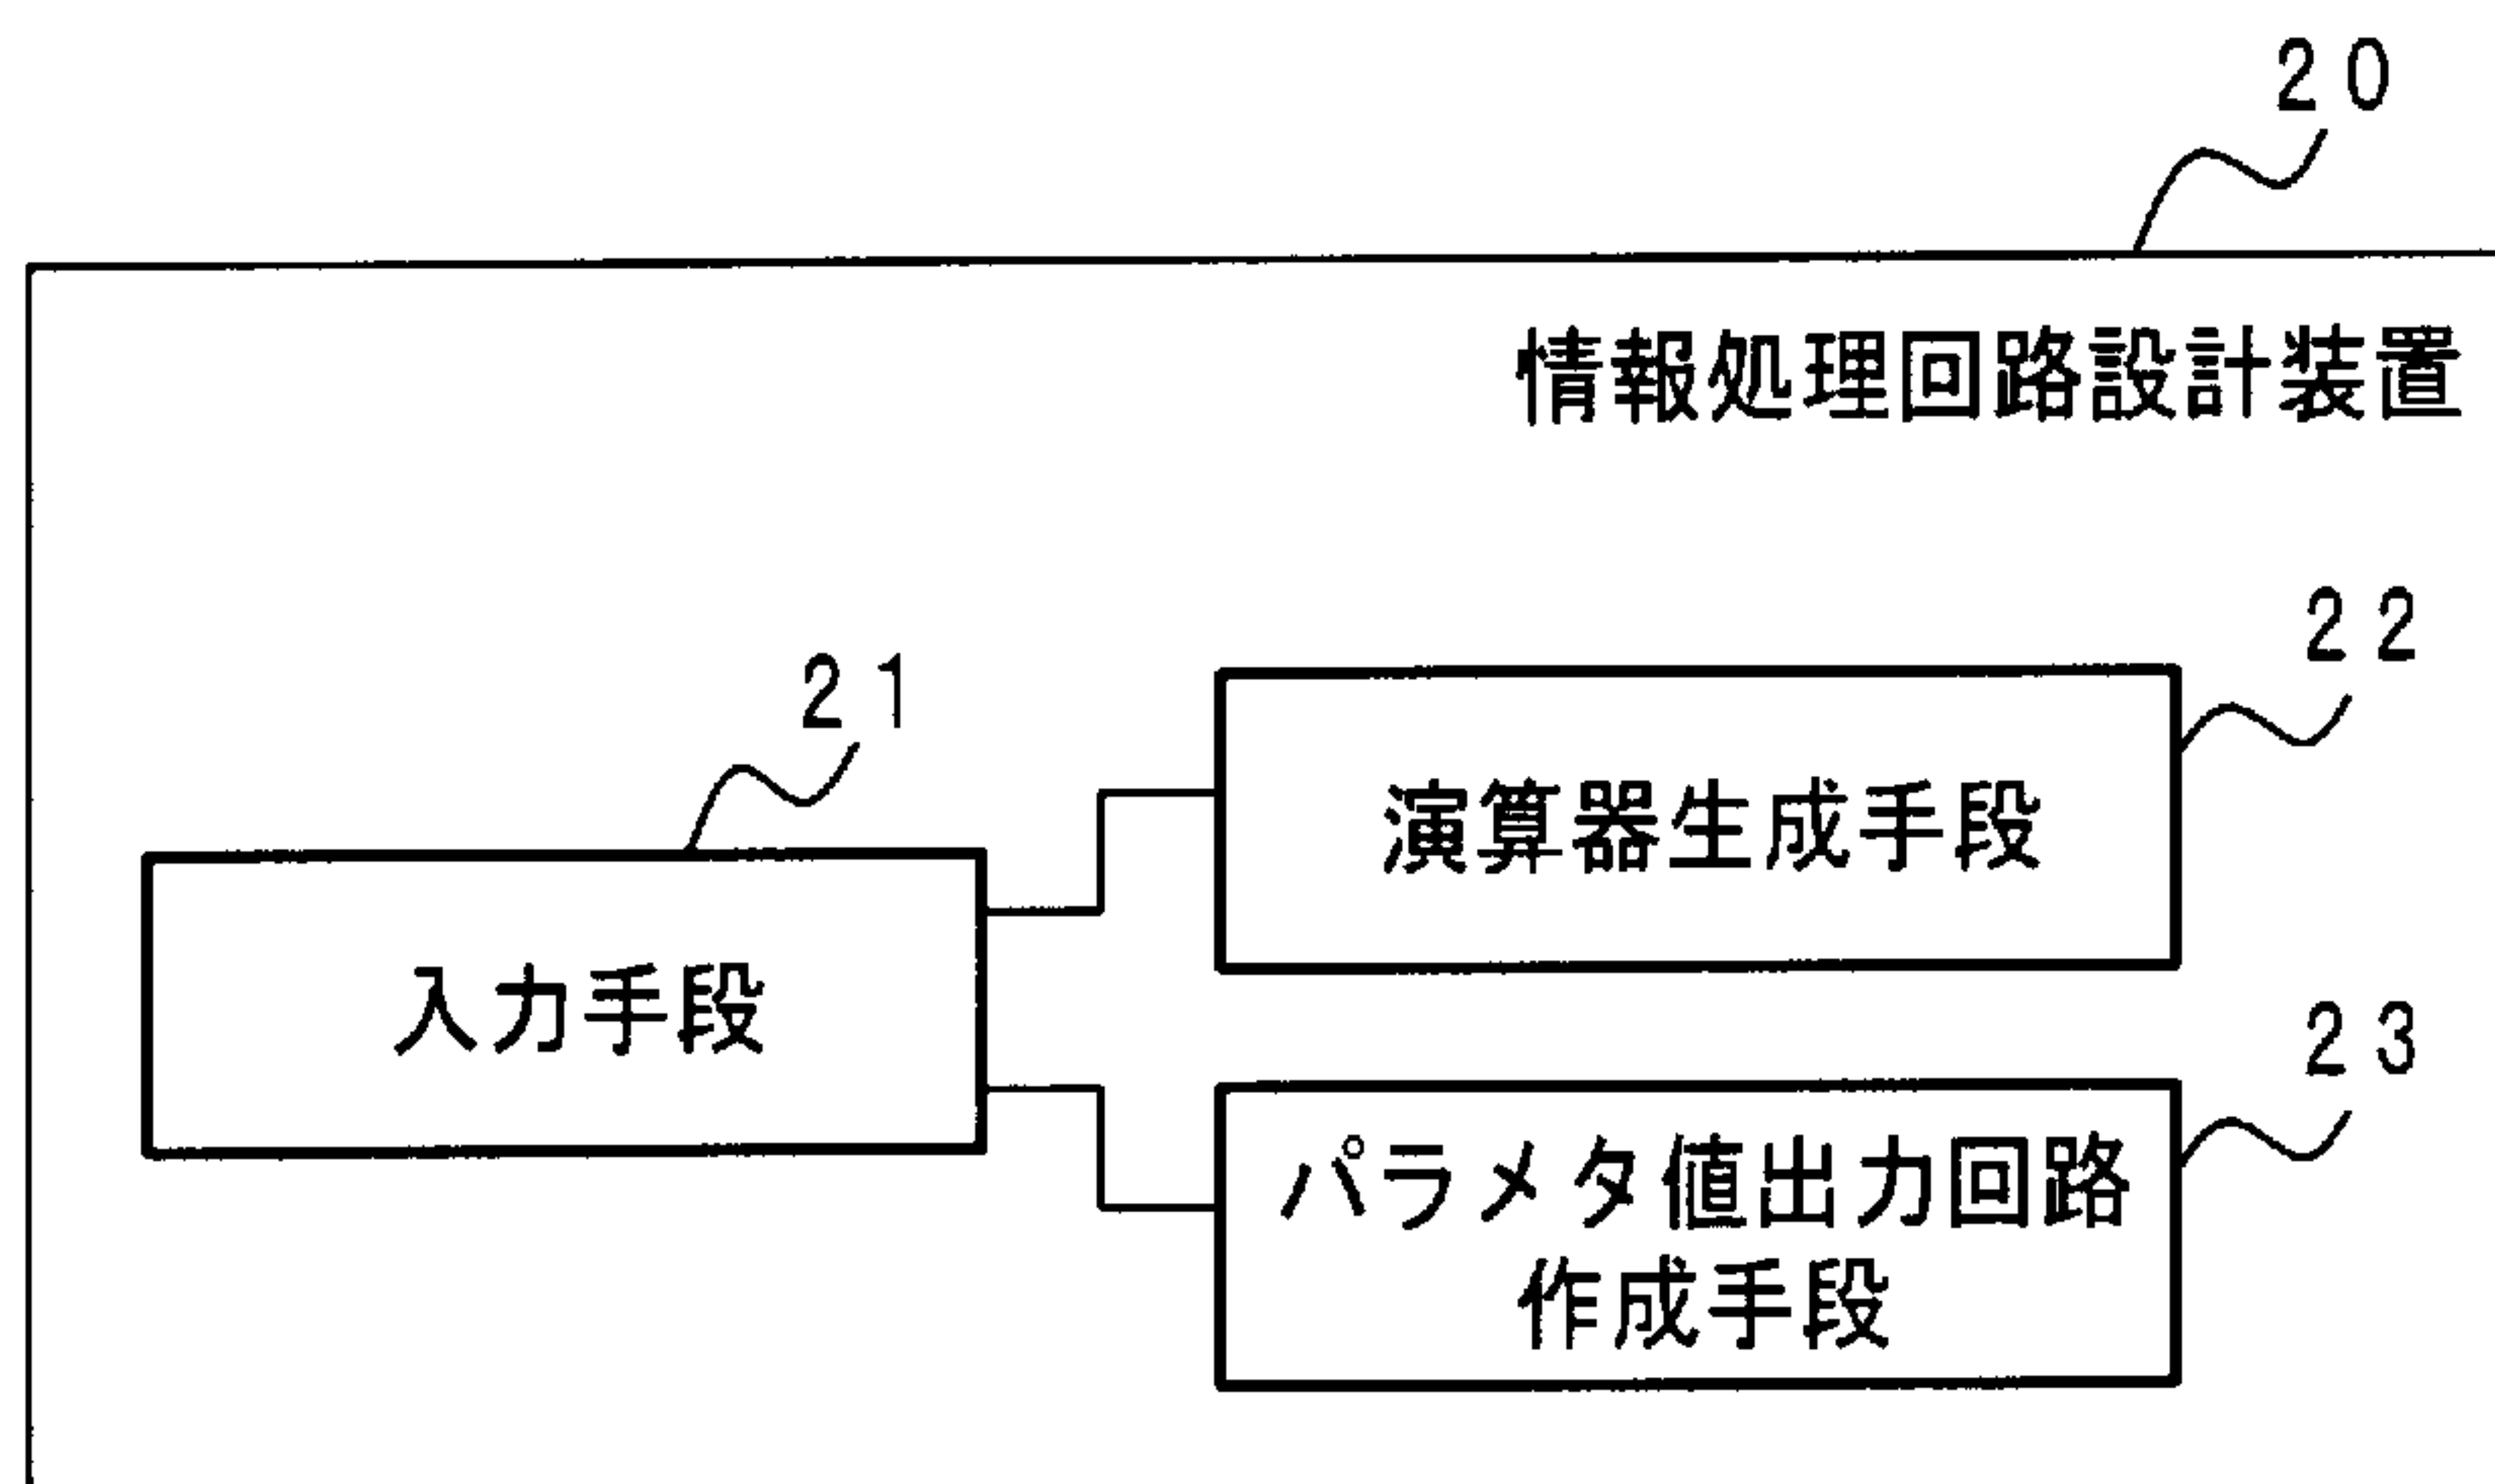 20
情報処理回路設計装置
22
21
演算器生成手段
入力手段
23
パラメタ値出力回路
作成手段